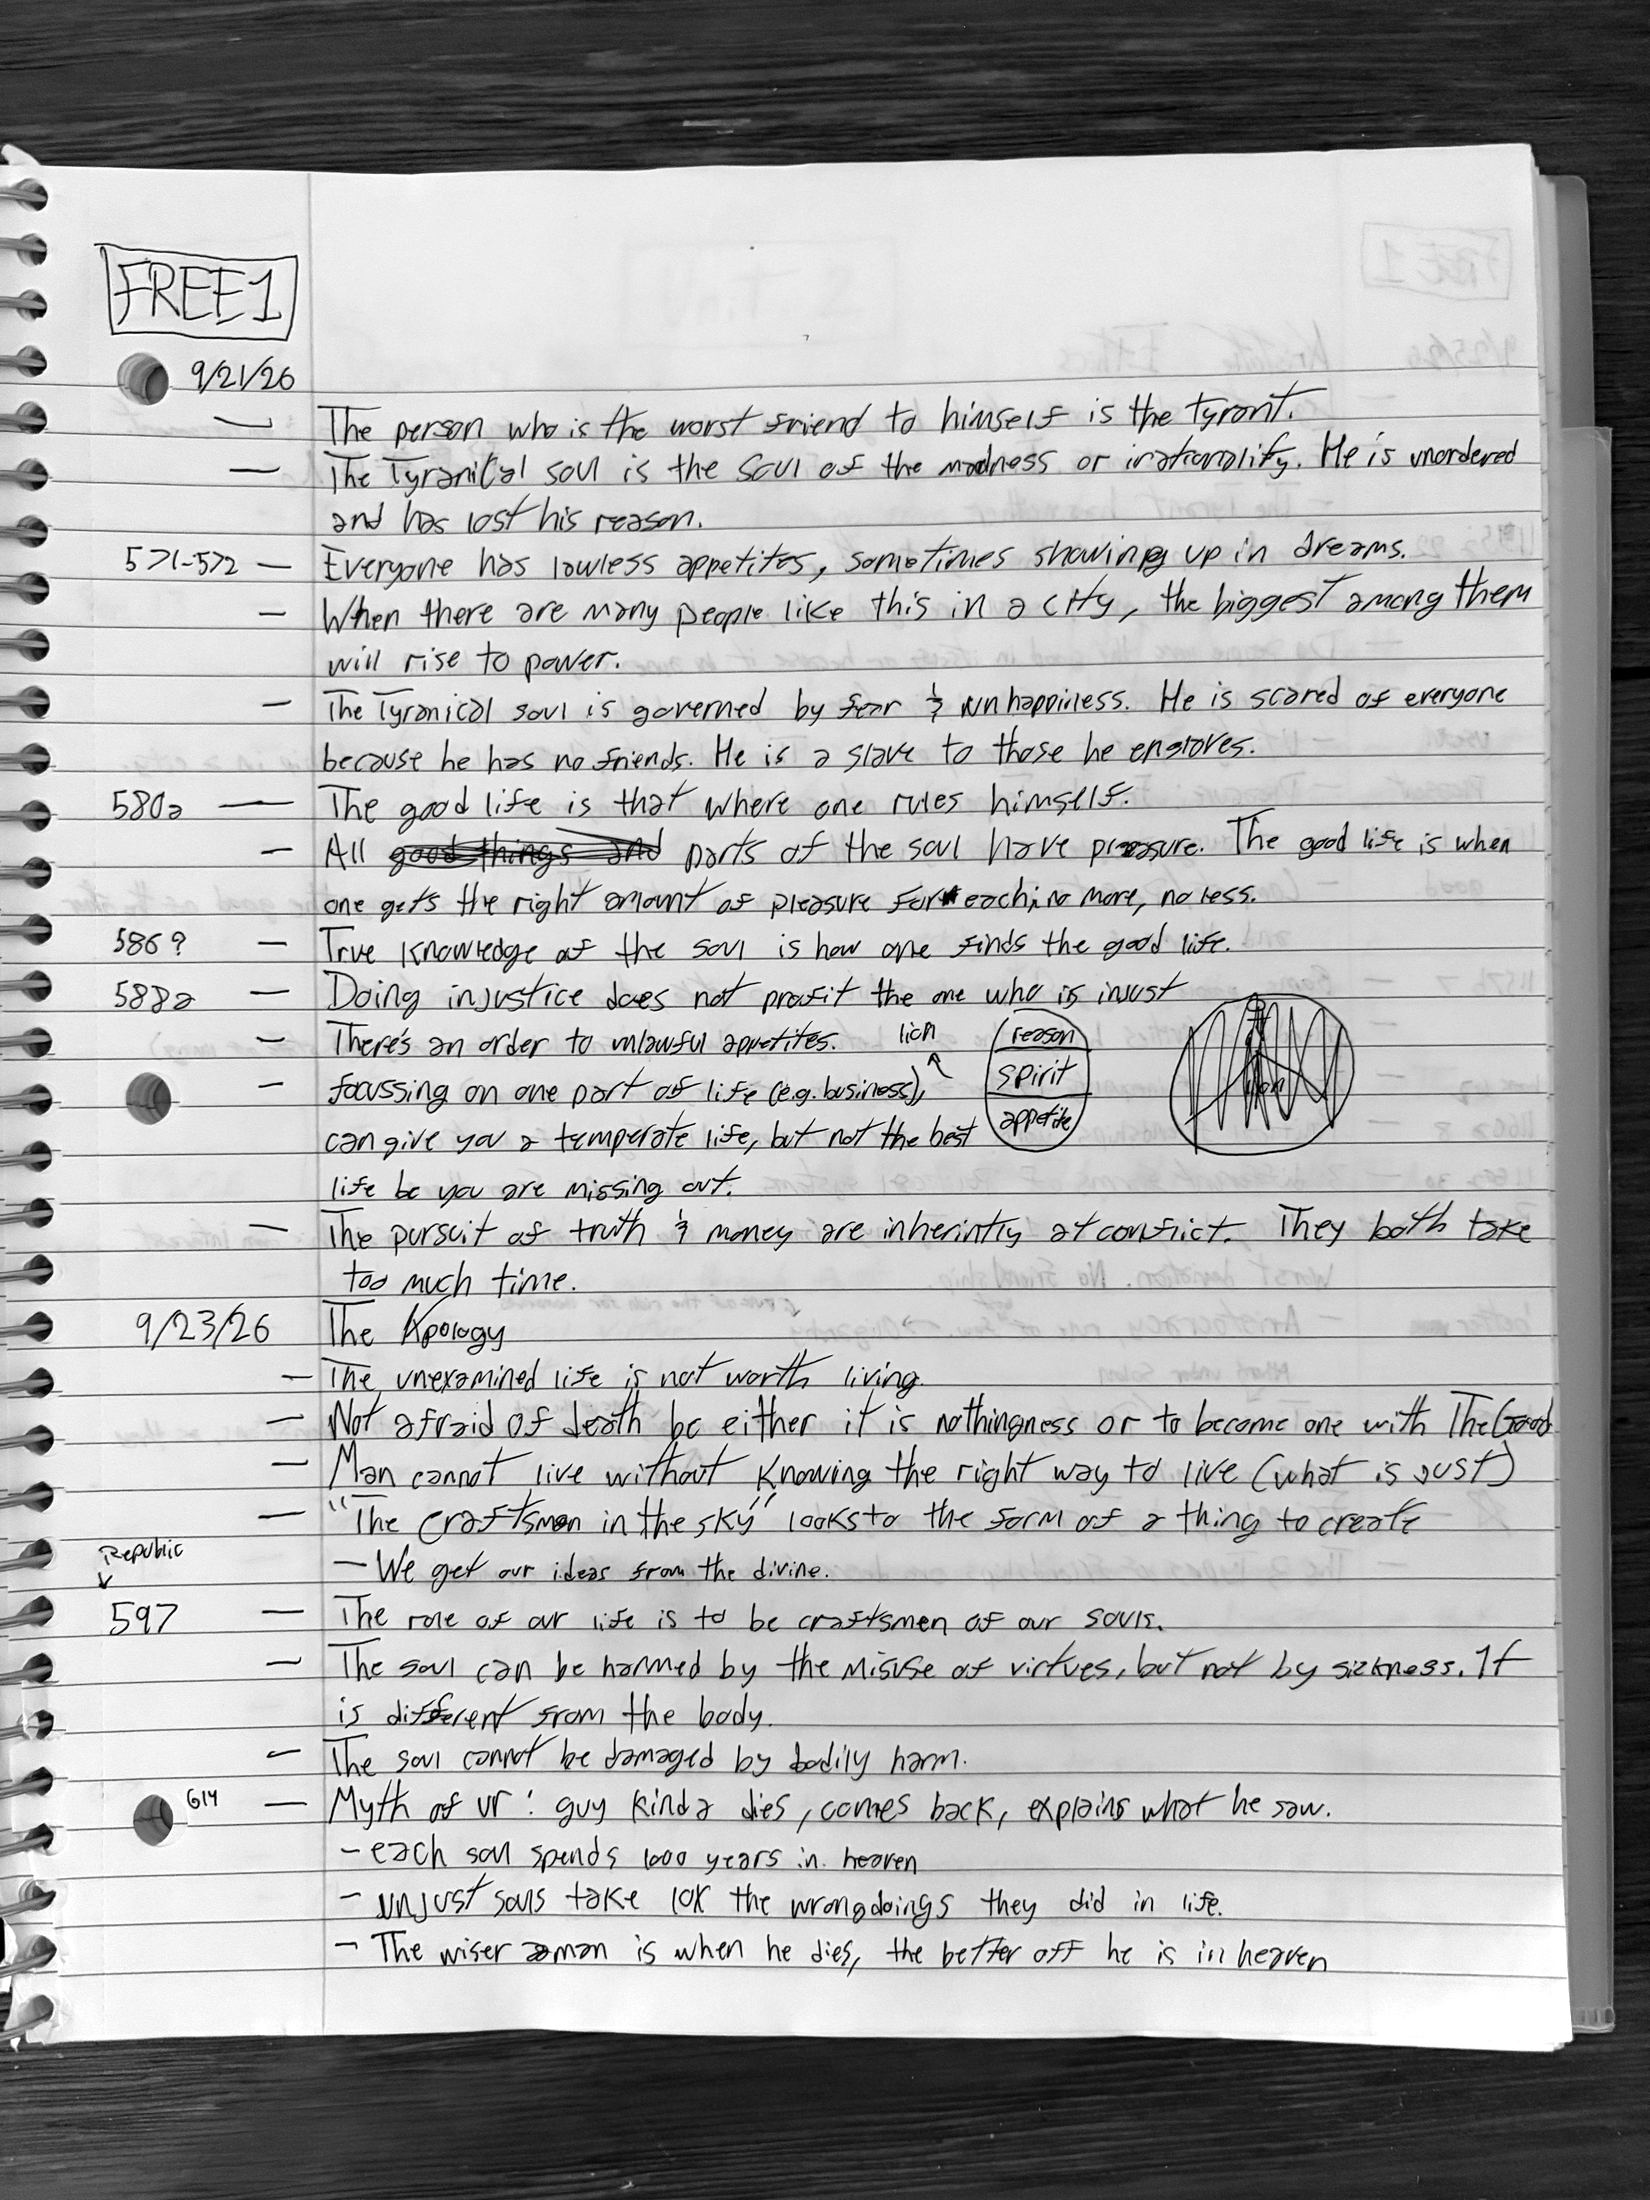 FREE1
9/21/26
— The person who is the worst friend to himself is the tyrant.
— The Tyranical soul is the soul of the madness or irationality. He is unordered
and has lost his reason.
571-572 — Everyone has lawless appetites, sometimes showing up in dreams.
— When there are many people like this in a city, the biggest among them
will rise to power.
— The Tyranical soul is governed by fear & unhappiness. He is scared of everyone
because he has no friends. He is a slave to those he enslaves.
580a — The good life is that where one rules himself.
— All good things and parts of the soul have pleasure. The good life is when
one gets the right amount of pleasure for each, no more, no less.
586? — True knowledge of the soul is how one finds the good life.
588a — Doing injustice does not profit the one who is injust
— There's an order to unlawful appetites. lion ↑ reason
— focussing on one part of life (e.g. business), spirit
can give you a temperate life, but not the best appetite
life bc you are missing out.
— The pursuit of truth & money are inherintly at conflict. They both take
too much time.
9/23/26 The Apology
— The unexamined life is not worth living.
— Not afraid of death bc either it is nothingness or to become one with The Good
— Man cannot live without knowing the right way to live (what is just)
— "The craftsman in the sky" looks to the form of a thing to create
Republic ↓ — We get our ideas from the divine.
597 — The role of our life is to be craftsmen of our souls.
— The soul can be harmed by the misuse of virtues, but not by sickness. It
is different from the body.
— The soul cannot be damaged by bodily harm.
614 — Myth of Ur: guy kinda dies, comes back, explains what he saw.
— each soul spends 1000 years in heaven
— unjust souls take 10x the wrongdoings they did in life.
— The wiser a man is when he dies, the better off he is in heaven